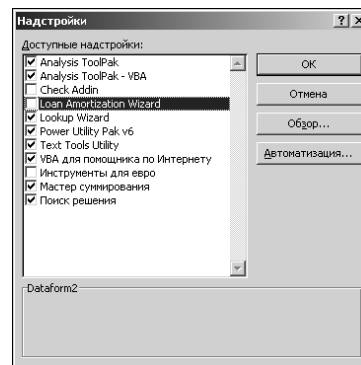 Надстройки
Доступные надстройки:
Analysis ToolPak
Analysis ToolPak - VBA
Check Addin
Loan Amortization Wizard
Lookup Wizard
Power Utility Pak v6
Text Tools Utility
VBA для помощника по Интернету
Инструменты для евро
Мастер суммирования
Поиск решения
OK
Отмена
Обзор...
Автоматизация...
Dataform2